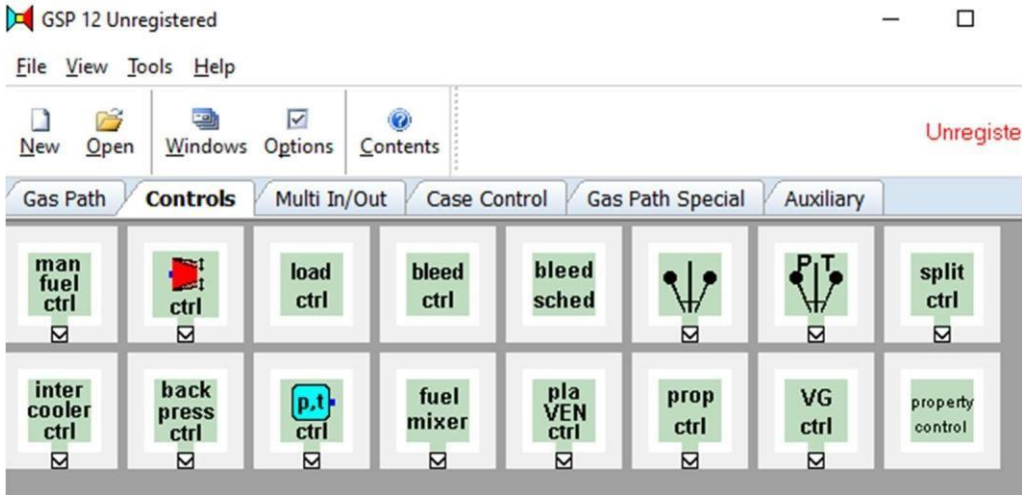 GSP 12 Unregistered
File View Tools Help
New Open Windows Options Contents
Unregiste
Gas Path Controls Multi In/Out Case Control Gas Path Special Auxiliary
man fuel ctrl
ctrl
load ctrl
bleed ctrl
bleed sched
P T
split ctrl
inter cooler ctrl
back press ctrl
p,t ctrl
fuel mixer
pla VEN ctrl
prop ctrl
VG ctrl
property control